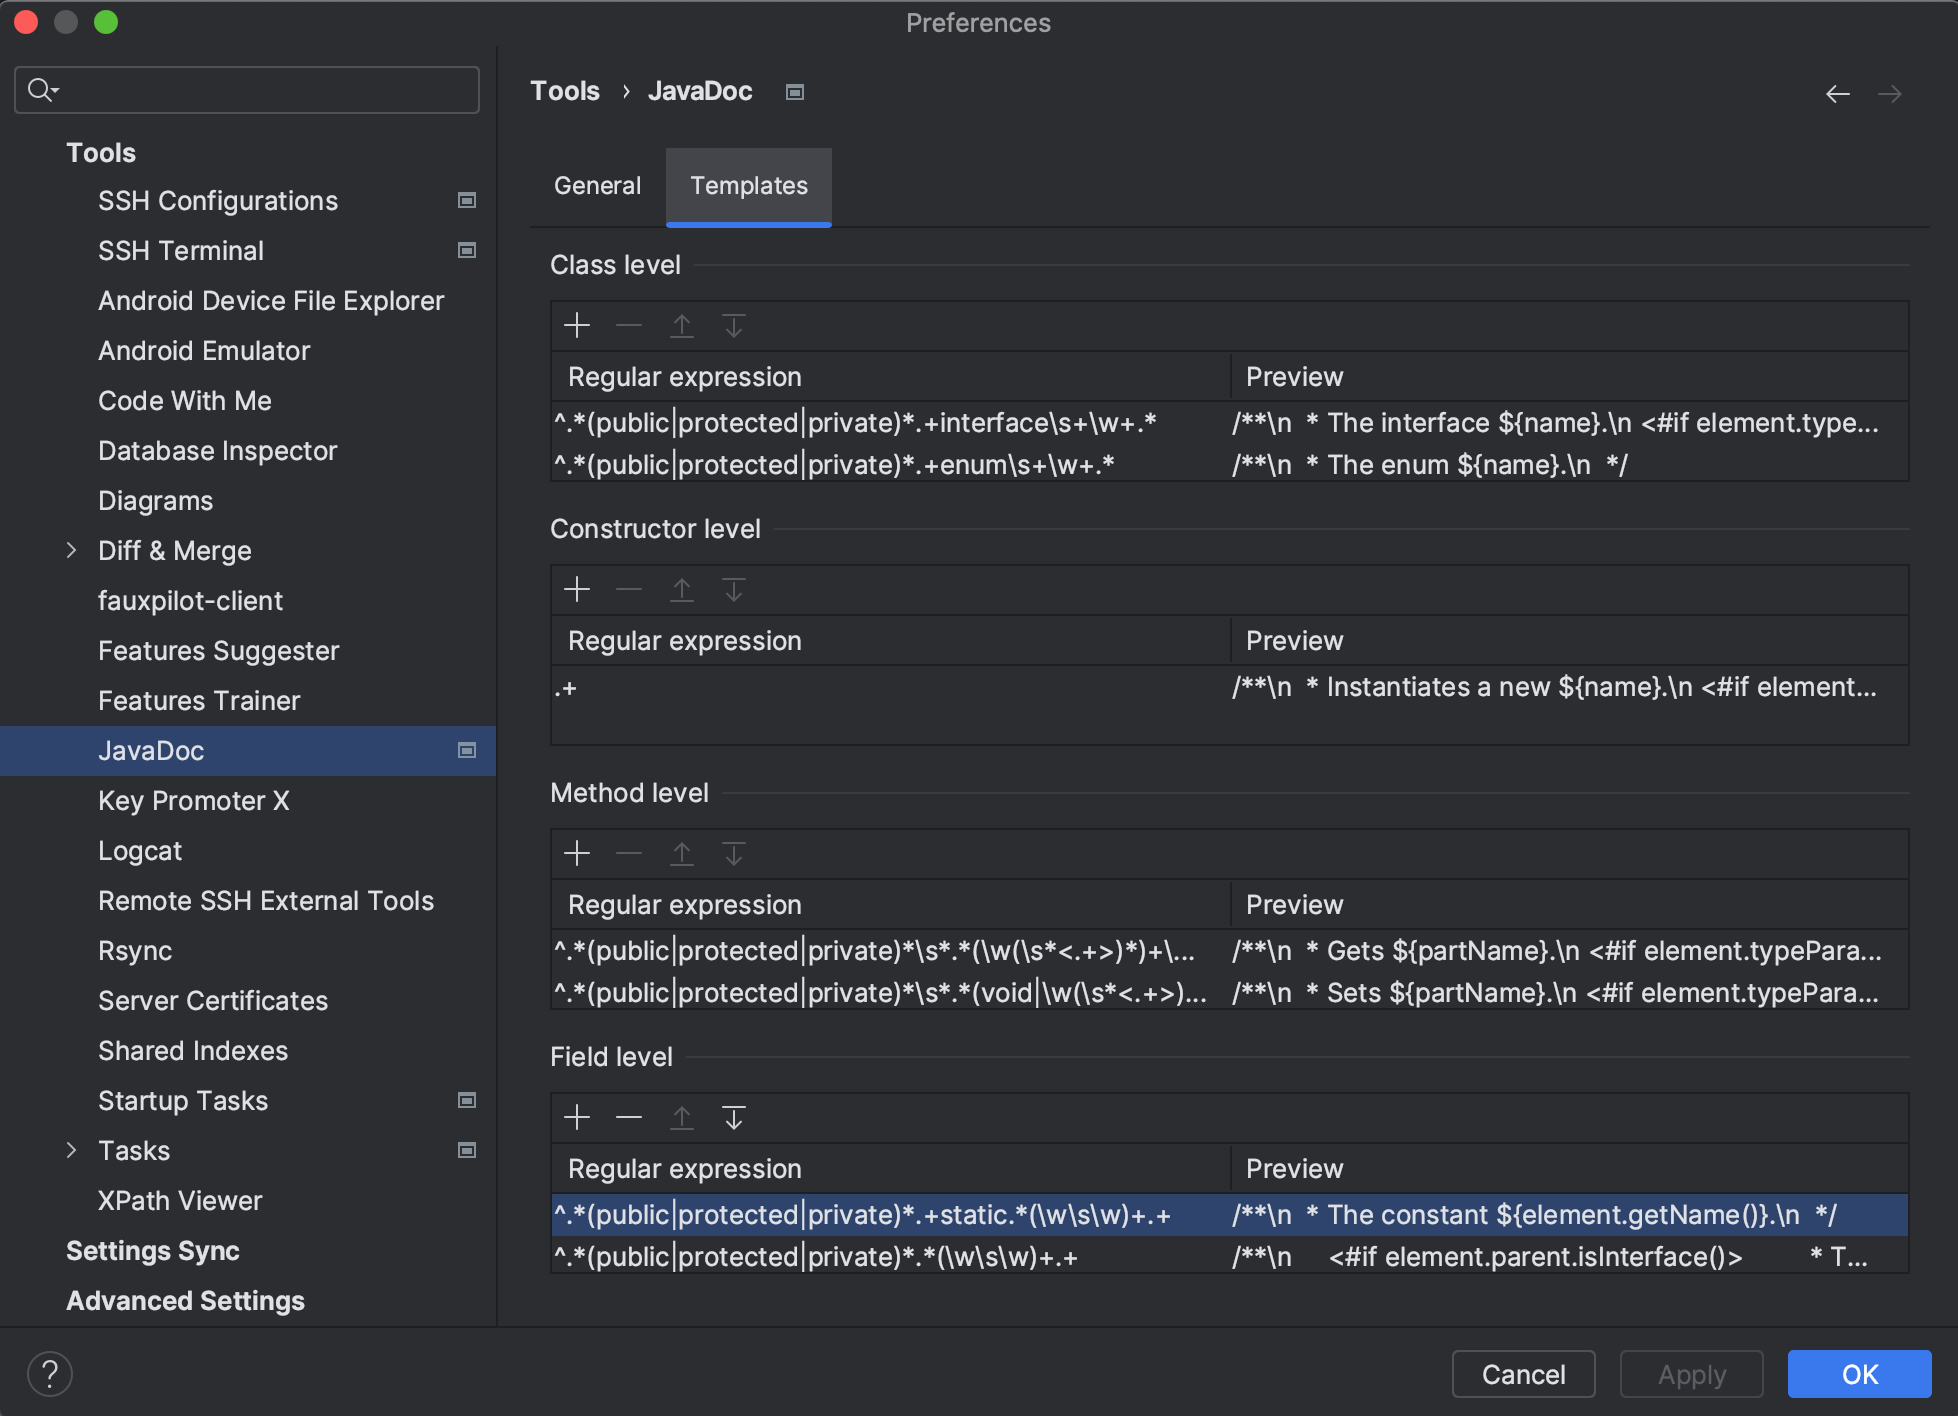 Preferences
Tools
SSH Configurations
SSH Terminal
Android Device File Explorer
Android Emulator
Code With Me
Database Inspector
Diagrams
Diff & Merge
fauxpilot-client
Features Suggester
Features Trainer
JavaDoc
Key Promoter X
Logcat
Remote SSH External Tools
Rsync
Server Certificates
Shared Indexes
Startup Tasks
Tasks
XPath Viewer
Settings Sync
Advanced Settings
?
Tools › JavaDoc
General Templates
Class level
Regular expression Preview
^.*(public|protected|private)*.+interface\s+\w+.* /**\n  * The interface ${name}.\n <#if element.type...
^.*(public|protected|private)*.+enum\s+\w+.* /**\n  * The enum ${name}.\n  */
Constructor level
Regular expression Preview
.+ /**\n  * Instantiates a new ${name}.\n <#if element...
Method level
Regular expression Preview
^.*(public|protected|private)*\s*.*(\w(\s*<.+>)*)+\... /**\n  * Gets ${partName}.\n <#if element.typePara...
^.*(public|protected|private)*\s*.*(void|\w(\s*<.+>)... /**\n  * Sets ${partName}.\n <#if element.typePara...
Field level
Regular expression Preview
^.*(public|protected|private)*.+static.*(\w\s\w)+.+ /**\n  * The constant ${element.getName()}.\n  */
^.*(public|protected|private)*.*(\w\s\w)+.+ /**\n     <#if element.parent.isInterface()>         * T...
Cancel Apply OK